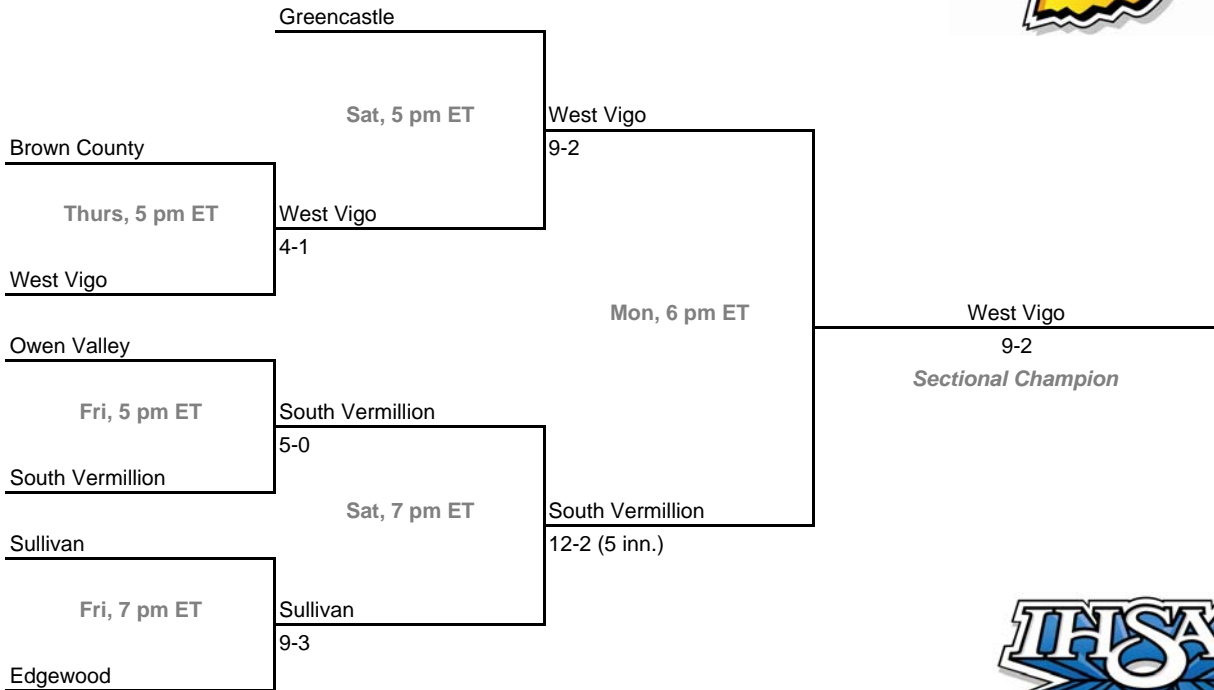 Greencastle
Sat, 5 pm ET
West Vigo
Brown County
9-2
Thurs, 5 pm ET
West Vigo
4-1
West Vigo
Mon, 6 pm ET
West Vigo
Owen Valley
9-2
Sectional Champion
Fri, 5 pm ET
South Vermillion
5-0
South Vermillion
Sat, 7 pm ET
South Vermillion
Sullivan
12-2 (5 inn.)
Fri, 7 pm ET
Sullivan
9-3
Edgewood
IHSA